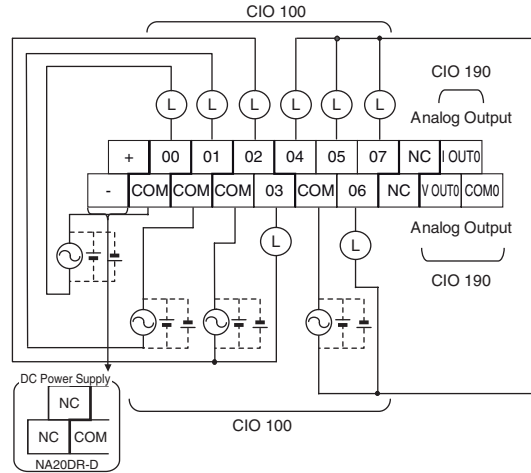 CIO 100
CIO 190
Analog Output
L L L L L L
+ 00 01 02 04 05 07 NC I OUT0
- COM COM COM 03 COM 06 NC V OUT0 COM0
L
L
Analog Output
CIO 190
DC Power Supply
NC
NC COM
NA20DR-D
CIO 100